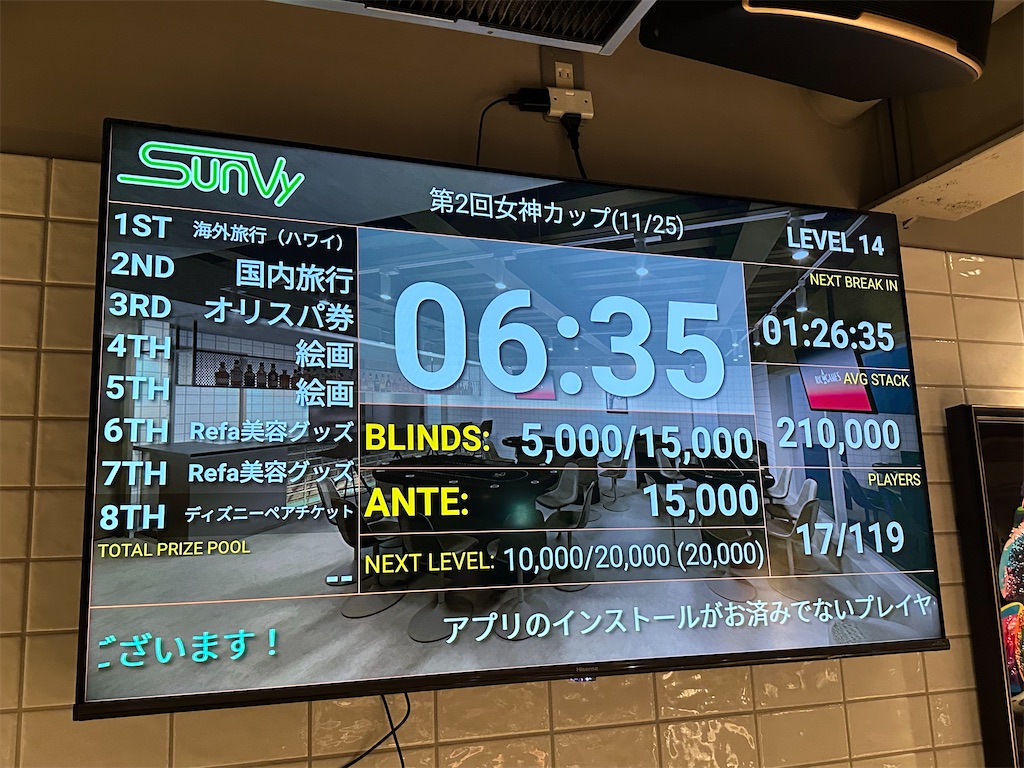 SunVy
第2回女神カップ(11/25)
LEVEL 14
1ST 海外旅行（ハワイ）
2ND 国内旅行
3RD オリスパ券
4TH 絵画
5TH 絵画
6TH Refa美容グッズ
7TH Refa美容グッズ
8TH ディズニーペアチケット
TOTAL PRIZE POOL
--
06:35
BLINDS: 5,000/15,000
ANTE: 15,000
NEXT LEVEL: 10,000/20,000 (20,000)
NEXT BREAK IN
01:26:35
AVG STACK
210,000
PLAYERS
17/119
ございます！
アプリのインストールがお済みでないプレイヤ
Hisense